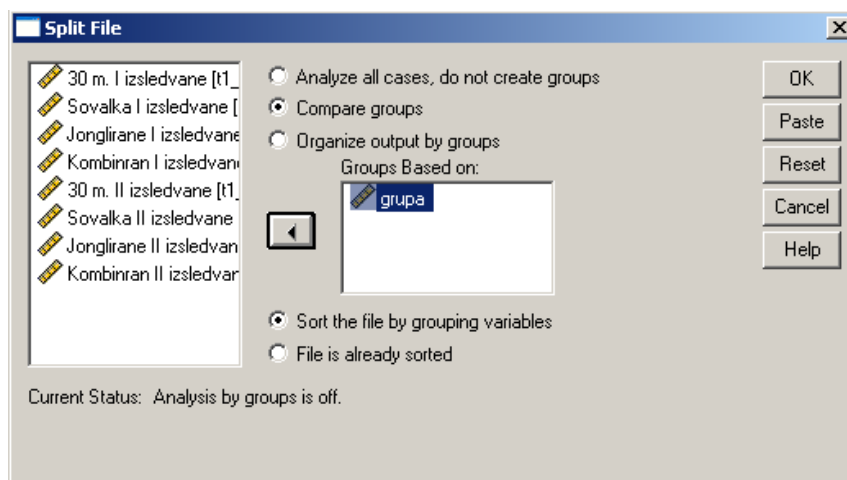 Split File
30 m. I izsledvane [t1_
Sovalka I izsledvane [
Jonglirane I izsledvane
Kombinran I izsledvan
30 m. II izsledvane [t1_
Sovalka II izsledvane
Jonglirane II izsledvan
Kombinran II izsledvar
Analyze all cases, do not create groups
Compare groups
Organize output by groups
Groups Based on:
grupa
Sort the file by grouping variables
File is already sorted
OK
Paste
Reset
Cancel
Help
Current Status: Analysis by groups is off.